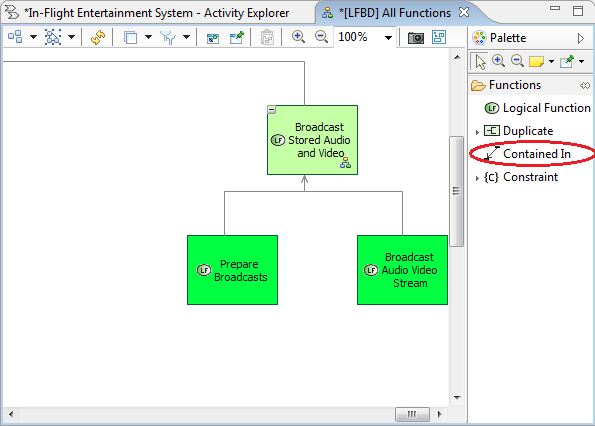 *In-Flight Entertainment System - Activity Explorer
*[LFBD] All Functions
100%
Palette
Functions
LF Logical Function
Duplicate
Contained In
{c} Constraint
LF
Broadcast
Stored Audio
and Video
LF
Prepare
Broadcasts
LF
Broadcast
Audio Video
Stream